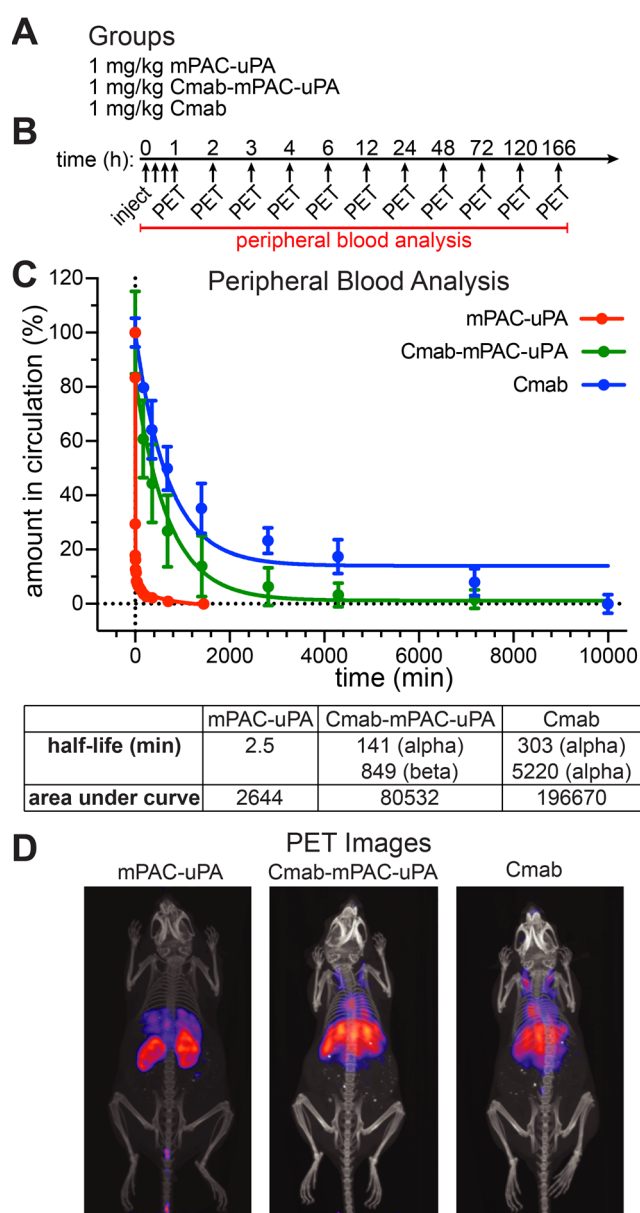 A
Groups
1 mg/kg mPAC-uPA
1 mg/kg Cmab-mPAC-uPA
1 mg/kg Cmab
B
time (h): 0 1 2 3 4 6 12 24 48 72 120 166
inject PET PET PET PET PET PET PET PET PET PET PET
peripheral blood analysis
C
Peripheral Blood Analysis
mPAC-uPA
Cmab-mPAC-uPA
Cmab
amount in circulation (%)
120
100
80
60
40
20
0
0 2000 4000 6000 8000 10000
time (min)
mPAC-uPA Cmab-mPAC-uPA Cmab
half-life (min) 2.5 141 (alpha) 303 (alpha)
849 (beta) 5220 (alpha)
area under curve 2644 80532 196670
D
PET Images
mPAC-uPA Cmab-mPAC-uPA Cmab